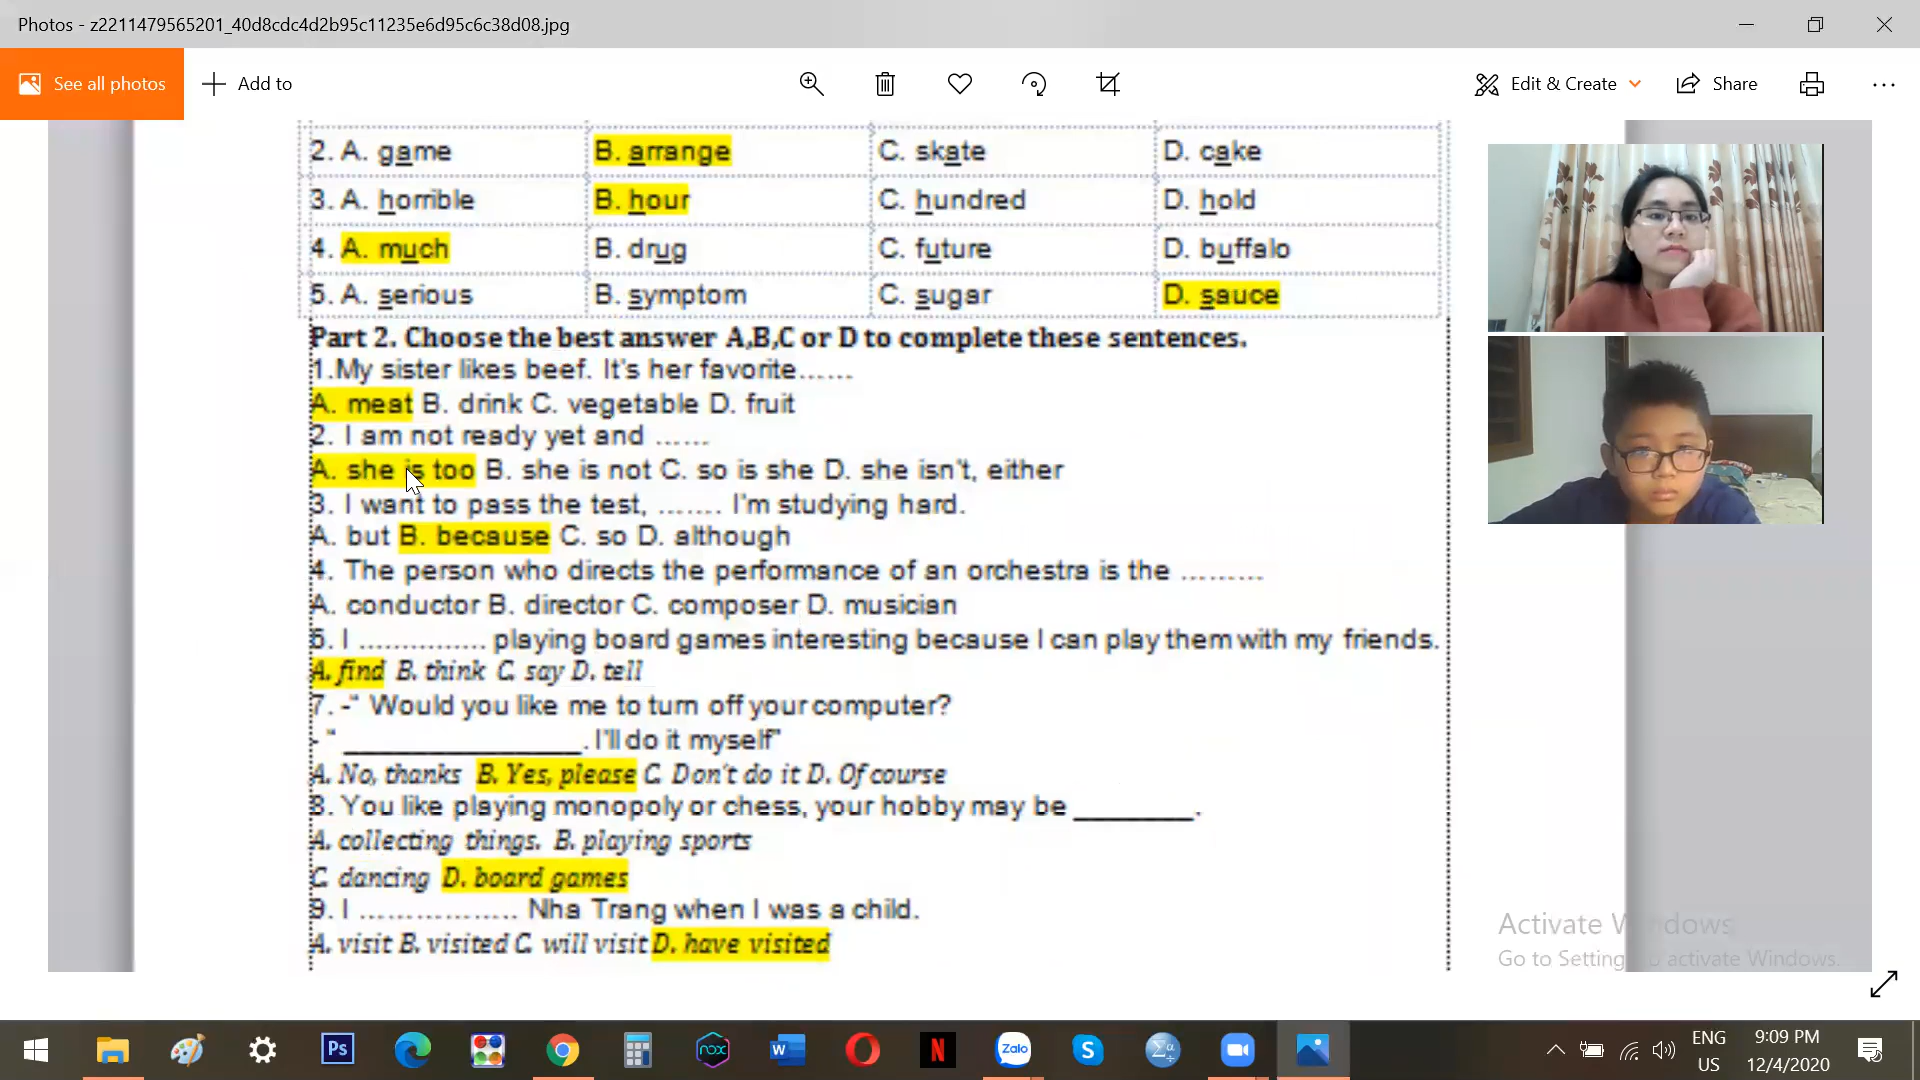 Photos - z2211479565201_40d8cdc4d2b95c11235e6d95c6c38d08.jpg
See all photos
Add to
Edit & Create
Share
2. A. game B. arrange C. skate D. cake
3. A. horrible B. hour C. hundred D. hold
4. A. much B. drug C. future D. buffalo
5. A. serious B. symptom C. sugar D. sauce
Part 2. Choose the best answer A,B,C or D to complete these sentences.
1.My sister likes beef. It's her favorite......
A. meat B. drink C. vegetable D. fruit
2. I am not ready yet and ......
A. she is too B. she is not C. so is she D. she isn't, either
3. I want to pass the test, ....... I'm studying hard.
A. but B. because C. so D. although
4. The person who directs the performance of an orchestra is the .........
A. conductor B. director C. composer D. musician
5. I ............... playing board games interesting because I can play them with my friends.
A. find B. think C. say D. tell
7. -" Would you like me to turn off your computer?
- " _______________. I'll do it myself"
A. No, thanks B. Yes, please C. Don't do it D. Of course
8. You like playing monopoly or chess, your hobby may be ________.
A. collecting things. B. playing sports
C. dancing D. board games
9. I .................. Nha Trang when I was a child.
A. visit B. visited C. will visit D. have visited
Activate Windows
Go to Setting activate Windows.
Ps
nox
W
N
Zalo
S
Σα
ENG
US
9:09 PM
12/4/2020